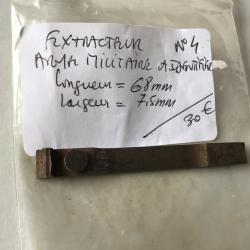 EXTRACTEUR N°4
ARME MILITAIRE A IDENTIFIER
Longueur = 68mm
Largeur = 7.5mm
30 €